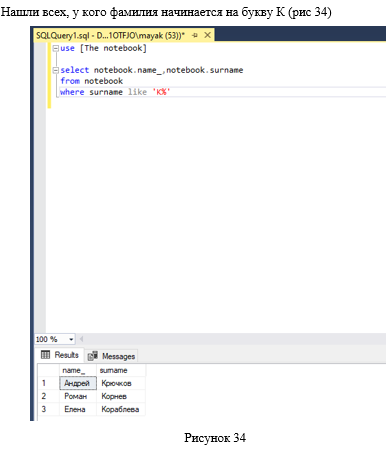 Нашли всех, у кого фамилия начинается на букву К (рис 34)
SQLQuery1.sql - D...1OTFJO\mayak (53))*
use [The notebook]
select notebook.name_,notebook.surname
from notebook
where surname like 'К%'
100 %
Results Messages
name_ surname
1 Андрей Крючков
2 Роман Корнев
3 Елена Кораблева
Рисунок 34